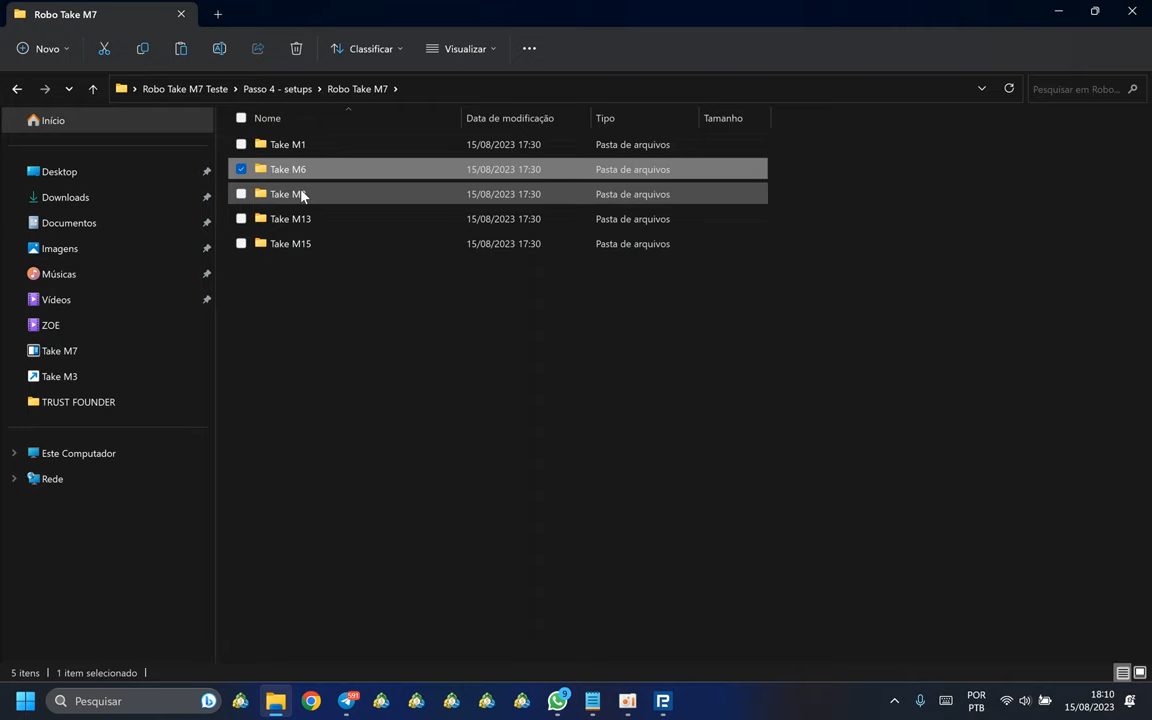 Robo Take M7
Novo
Classificar
Visualizar
Robo Take M7 Teste
Passo 4 - setups
Robo Take M7
Pesquisar em Robo...
Início
Nome
Data de modificação
Tipo
Tamanho
Take M1
15/08/2023 17:30
Pasta de arquivos
Take M6
15/08/2023 17:30
Pasta de arquivos
Take
15/08/2023 17:30
Pasta de arquivos
Take M13
15/08/2023 17:30
Pasta de arquivos
Take M15
15/08/2023 17:30
Pasta de arquivos
Desktop
Downloads
Documentos
Imagens
Músicas
Vídeos
ZOE
Take M7
Take M3
TRUST FOUNDER
Este Computador
Rede
5 itens
1 item selecionado
Pesquisar
591
9
POR
PTB
18:10
15/08/2023